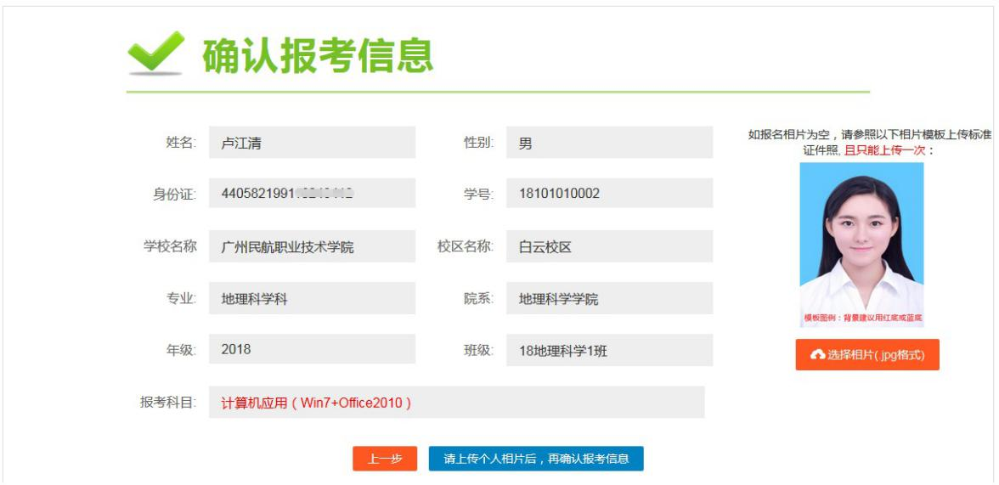 确认报考信息
姓名: 卢江清 性别: 男
如报名相片为空，请参照以下相片模板上传标准
证件照, 且只能上传一次：
身份证: 4405821991 学号: 18101010002
学校名称 广州民航职业技术学院 校区名称: 白云校区
专业: 地理科学科 院系: 地理科学学院
模板图例：背景建议用红底或蓝底
年级: 2018 班级: 18地理科学1班
选择相片(.jpg格式)
报考科目: 计算机应用（Win7+Office2010）
上一步 请上传个人相片后，再确认报考信息